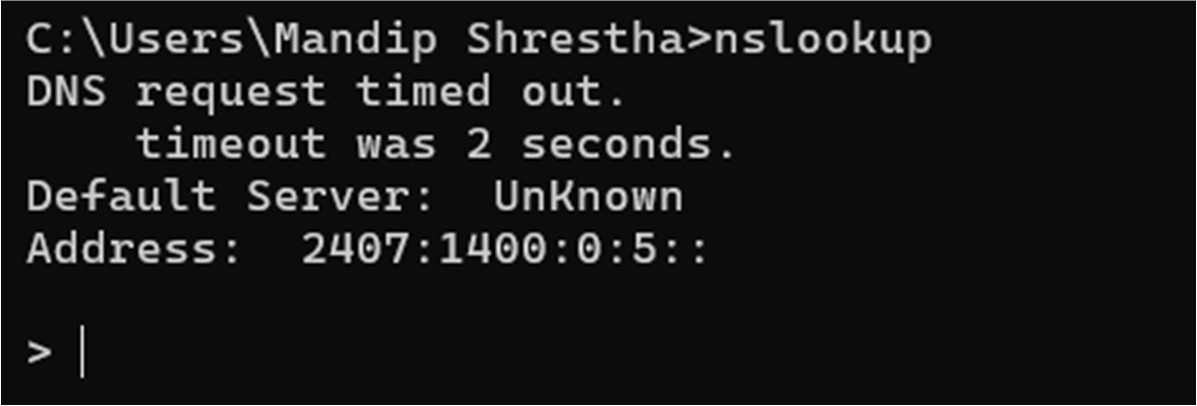 C:\Users\Mandip Shrestha>nslookup
DNS request timed out.
    timeout was 2 seconds.
Default Server:  UnKnown
Address:  2407:1400:0:5::
>